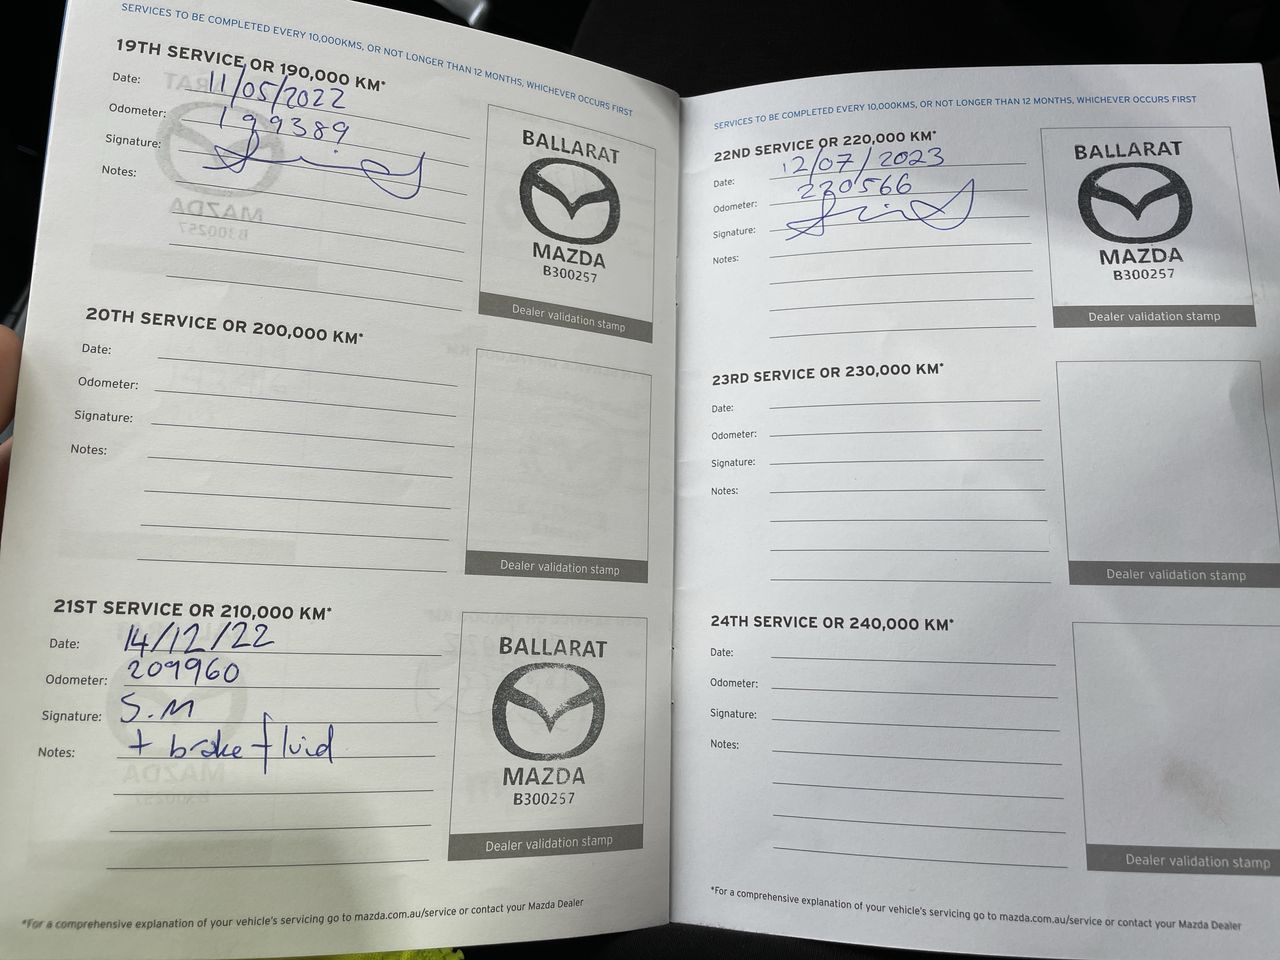 SERVICES TO BE COMPLETED EVERY 10,000KMS, OR NOT LONGER THAN 12 MONTHS, WHICHEVER OCCURS FIRST
19TH SERVICE OR 190,000 KM*
Date: 11/05/2022
Odometer: 199389
Signature:
Notes:
BALLARAT
MAZDA
B300257
Dealer validation stamp
20TH SERVICE OR 200,000 KM*
Date:
Odometer:
Signature:
Notes:
Dealer validation stamp
21ST SERVICE OR 210,000 KM*
Date: 14/12/22
Odometer: 209960
Signature: S.M
Notes: + brake fluid
BALLARAT
MAZDA
B300257
Dealer validation stamp
*For a comprehensive explanation of your vehicle's servicing go to mazda.com.au/service or contact your Mazda Dealer
SERVICES TO BE COMPLETED EVERY 10,000KMS, OR NOT LONGER THAN 12 MONTHS, WHICHEVER OCCURS FIRST
22ND SERVICE OR 220,000 KM*
Date: 12/07/2023
Odometer: 220566
Signature:
Notes:
BALLARAT
MAZDA
B300257
Dealer validation stamp
23RD SERVICE OR 230,000 KM*
Date:
Odometer:
Signature:
Notes:
Dealer validation stamp
24TH SERVICE OR 240,000 KM*
Date:
Odometer:
Signature:
Notes:
Dealer validation stamp
*For a comprehensive explanation of your vehicle's servicing go to mazda.com.au/service or contact your Mazda Dealer